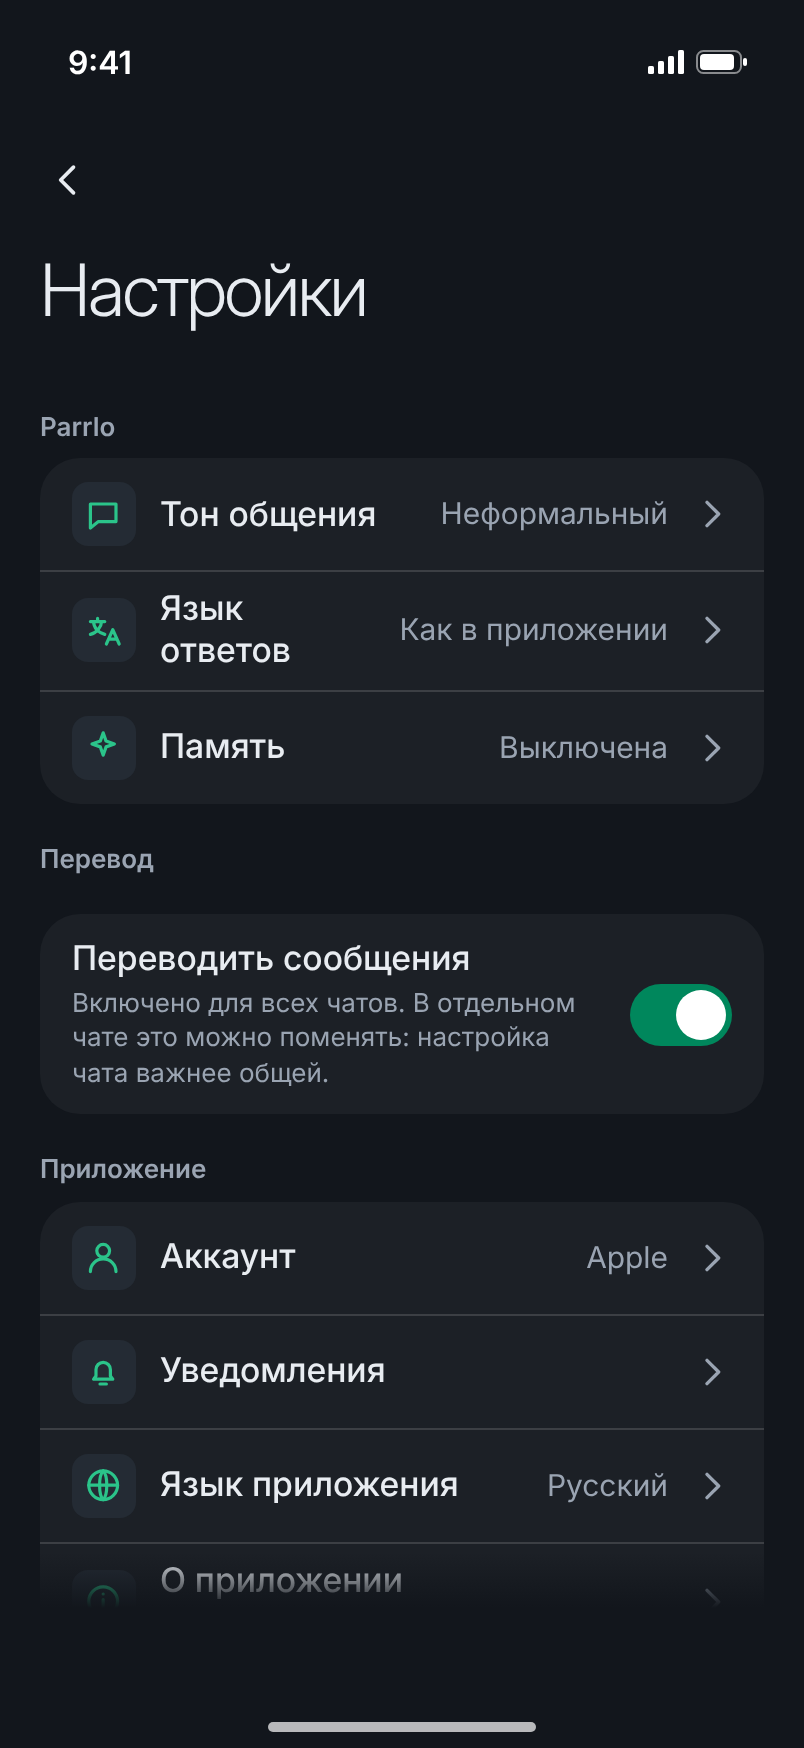 9:41
Настройки
Parrlo
Тон общения
Неформальный
Язык
ответов
Как в приложении
Память
Выключена
Перевод
Переводить сообщения
Включено для всех чатов. В отдельном
чате это можно поменять: настройка
чата важнее общей.
Приложение
Аккаунт
Apple
Уведомления
Язык приложения
Русский
О приложении